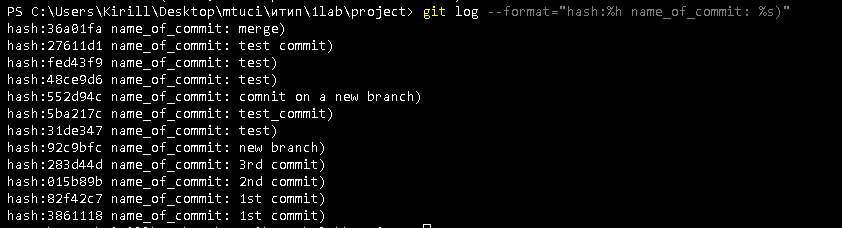 PS C:\Users\Kirill\Desktop\mtuci\итип\1lab\project> git log --format="hash:%h name_of_commit: %s)"
hash:36a01fa name_of_commit: merge)
hash:27611d1 name_of_commit: test commit)
hash:fed43f9 name_of_commit: test)
hash:48ce9d6 name_of_commit: test)
hash:552d94c name_of_commit: comnit on a new branch)
hash:5ba217c name_of_commit: test_commit)
hash:31de347 name_of_commit: test)
hash:92c9bfc name_of_commit: new branch)
hash:283d44d name_of_commit: 3rd commit)
hash:015b89b name_of_commit: 2nd commit)
hash:82f42c7 name_of_commit: 1st commit)
hash:3861118 name_of_commit: 1st commit)